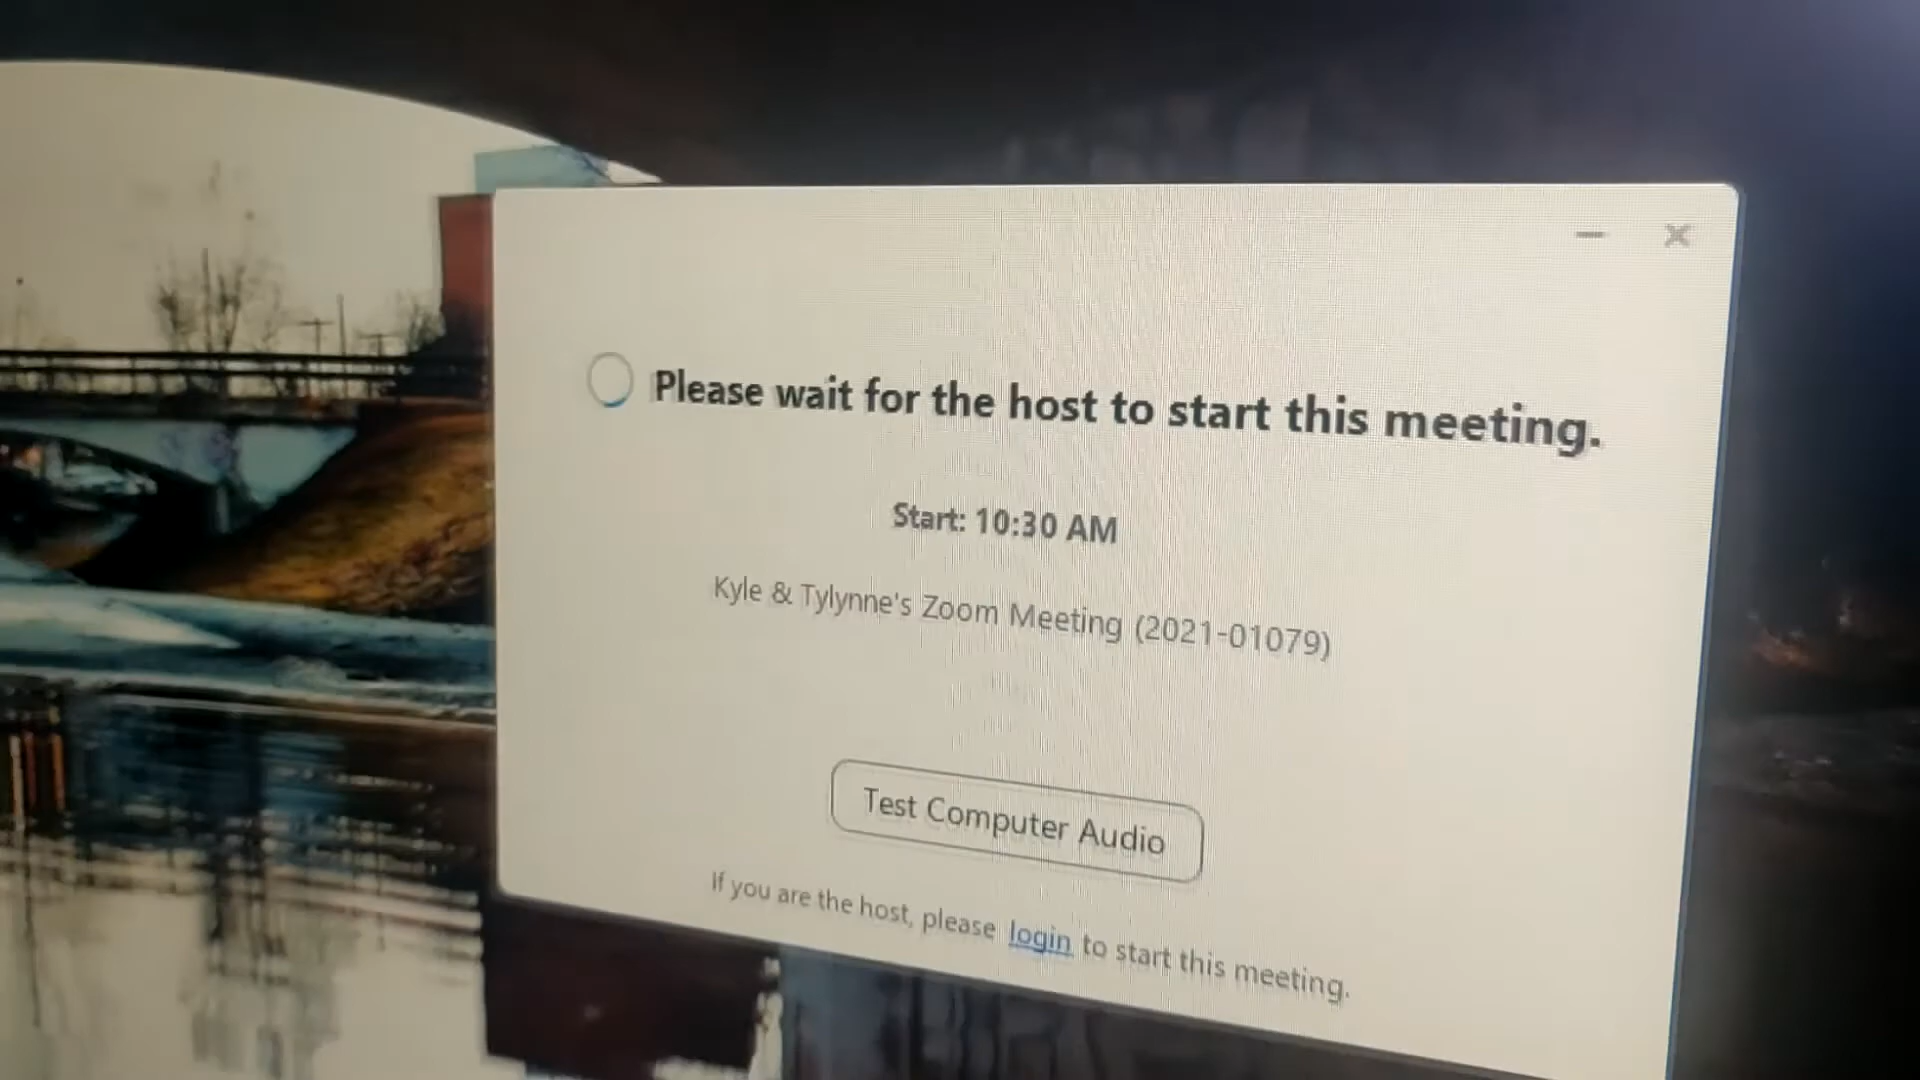 Please wait for the host to start this meeting.
Start: 10:30 AM
Kyle & Tylynne's Zoom Meeting (2021-01079)
Test Computer Audio
If you are the host, please login to start this meeting.